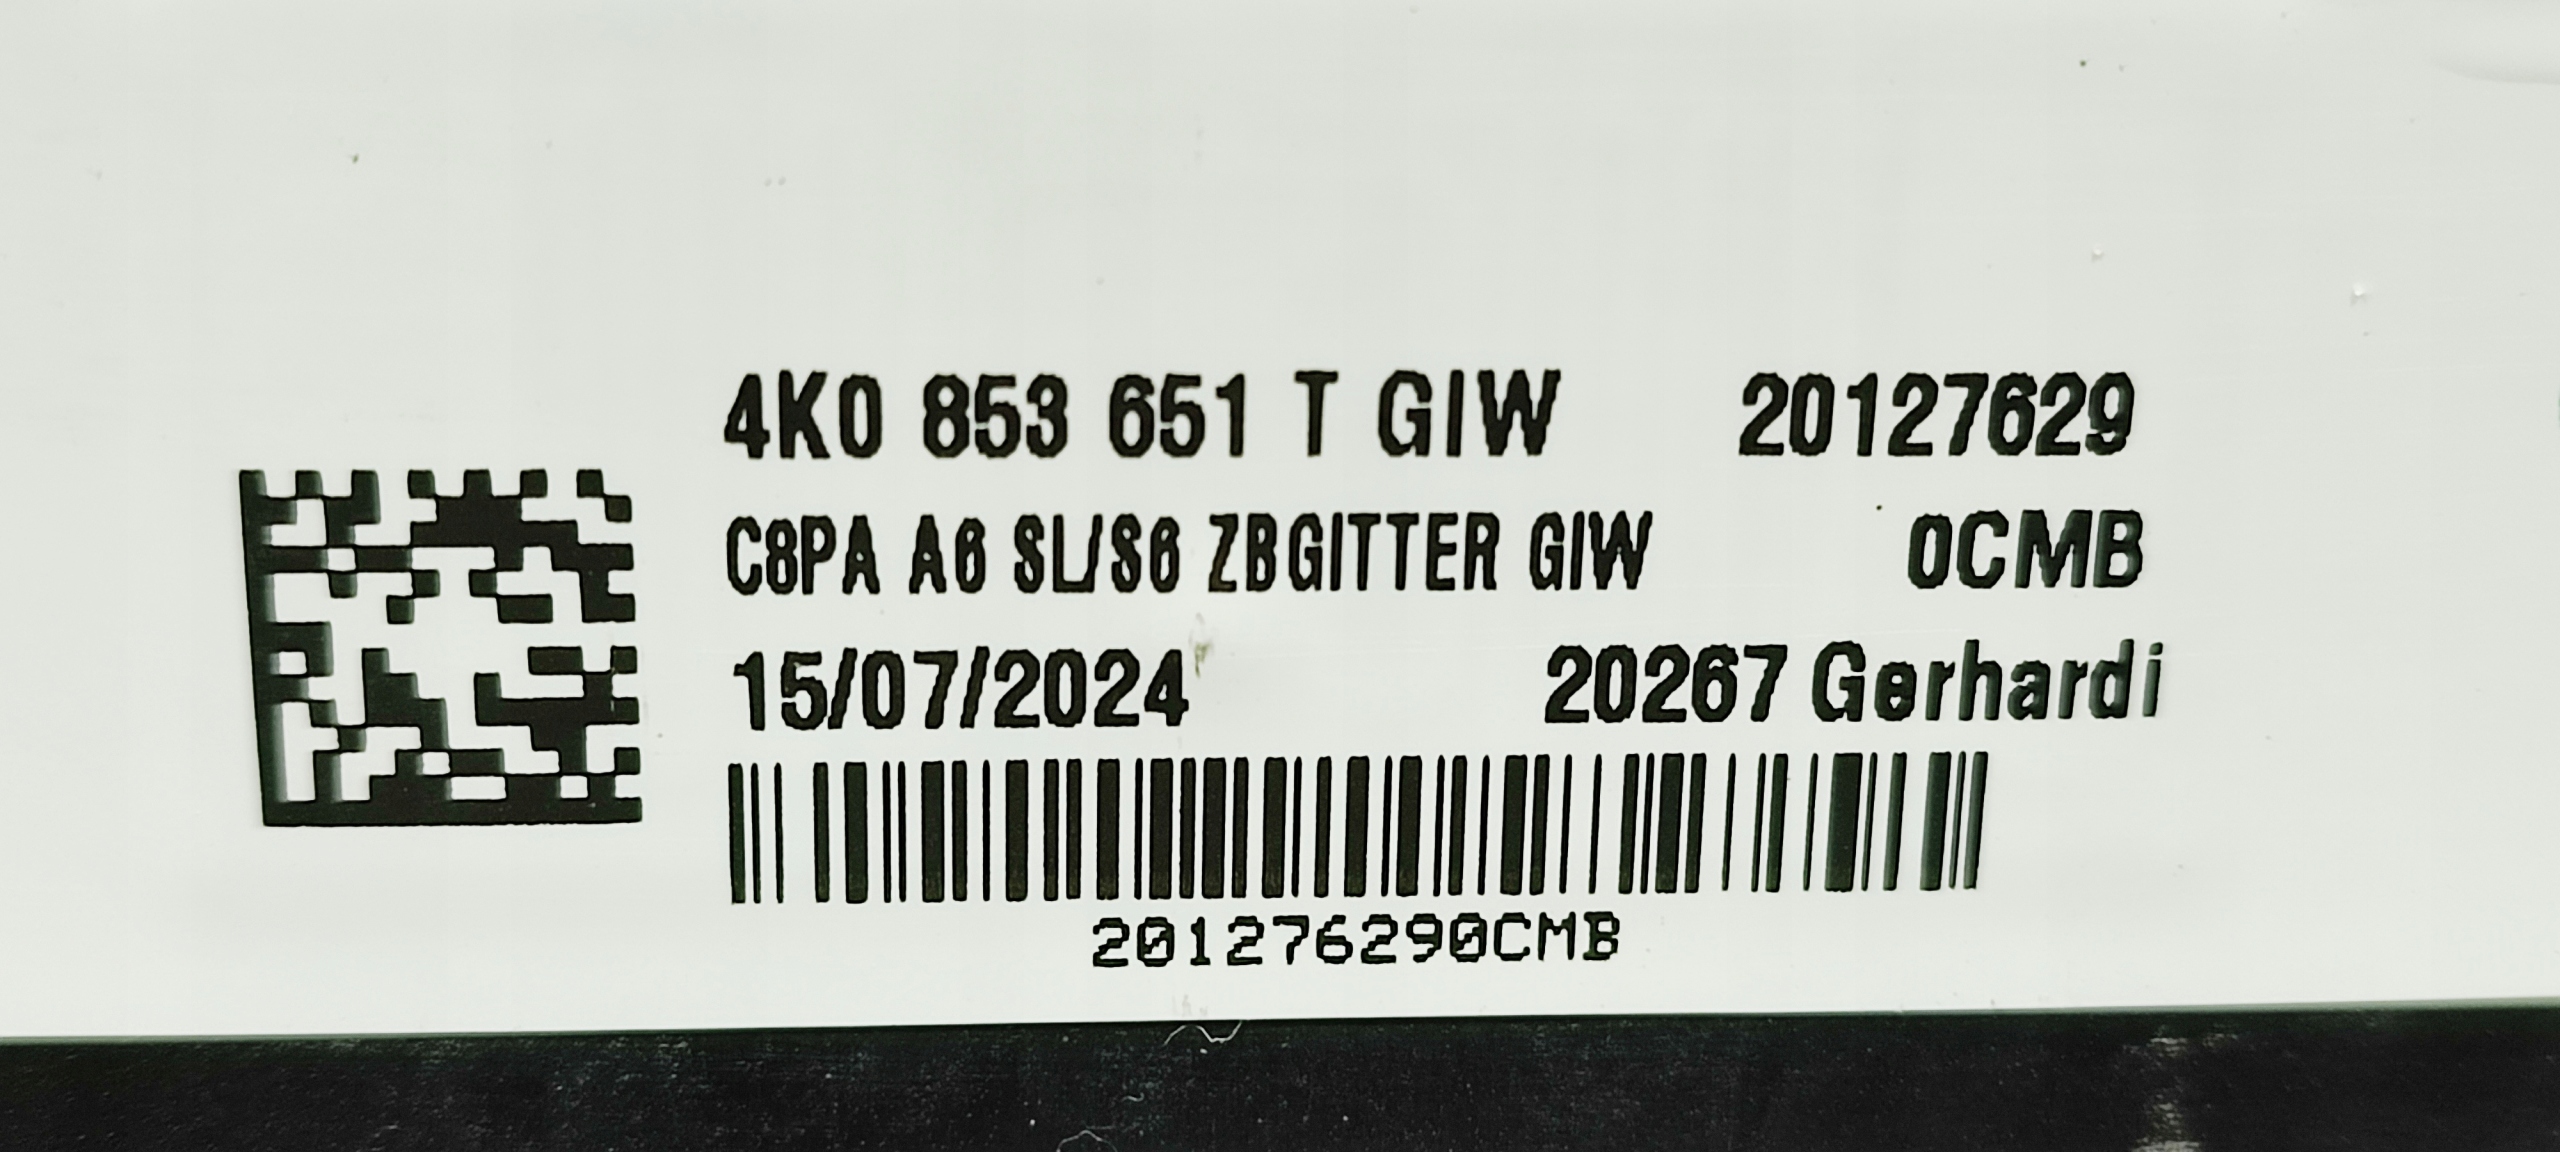 4K0 853 651 T GIW 20127629
C8PA A6 SL/S6 ZBGITTER GIW 0CMB
15/07/2024 20267 Gerhardi
201276290CMB